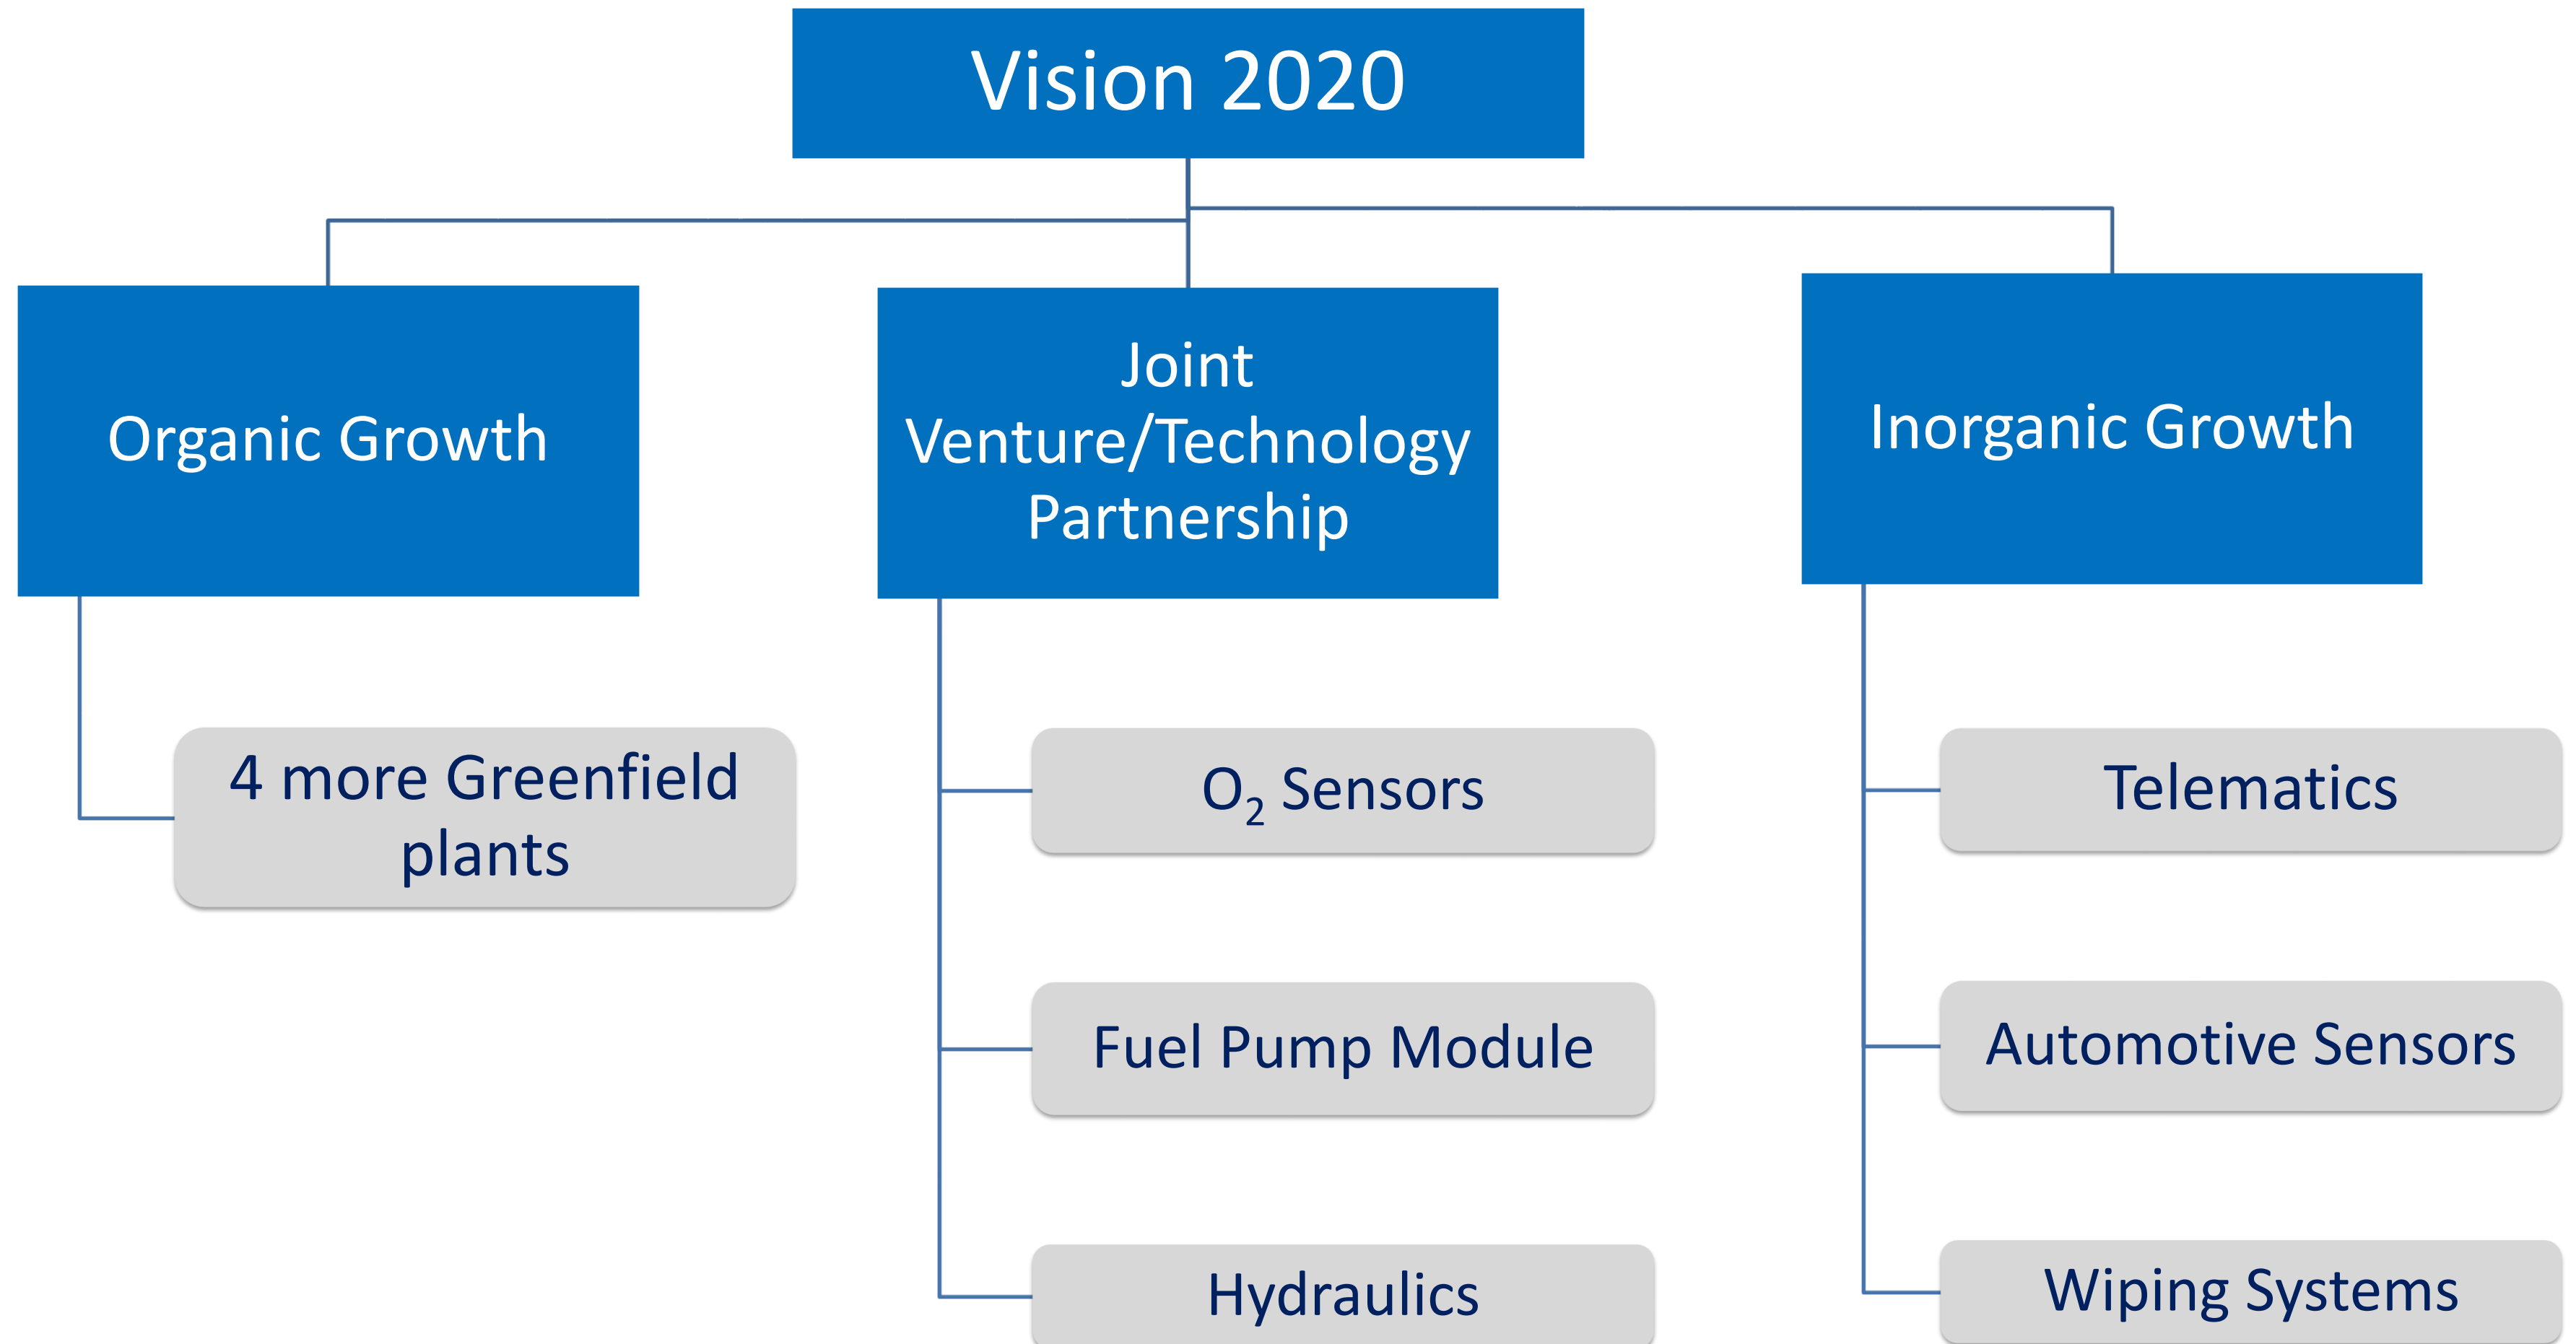 Vision 2020
Organic Growth
4 more Greenfield
plants
Joint
Venture/Technology
Partnership
O₂ Sensors
Fuel Pump Module
Hydraulics
Inorganic Growth
Telematics
Automotive Sensors
Wiping Systems